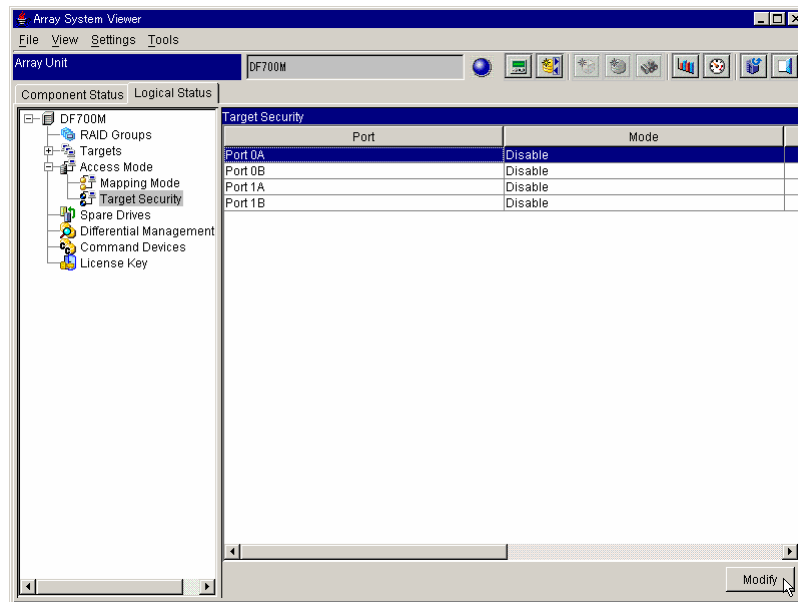 Array System Viewer
File View Settings Tools
Array Unit
DF700M
Component Status Logical Status
DF700M
RAID Groups
Targets
Access Mode
Mapping Mode
Target Security
Spare Drives
Differential Management
Command Devices
License Key
Target Security
Port Mode
Port 0A Disable
Port 0B Disable
Port 1A Disable
Port 1B Disable
Modify